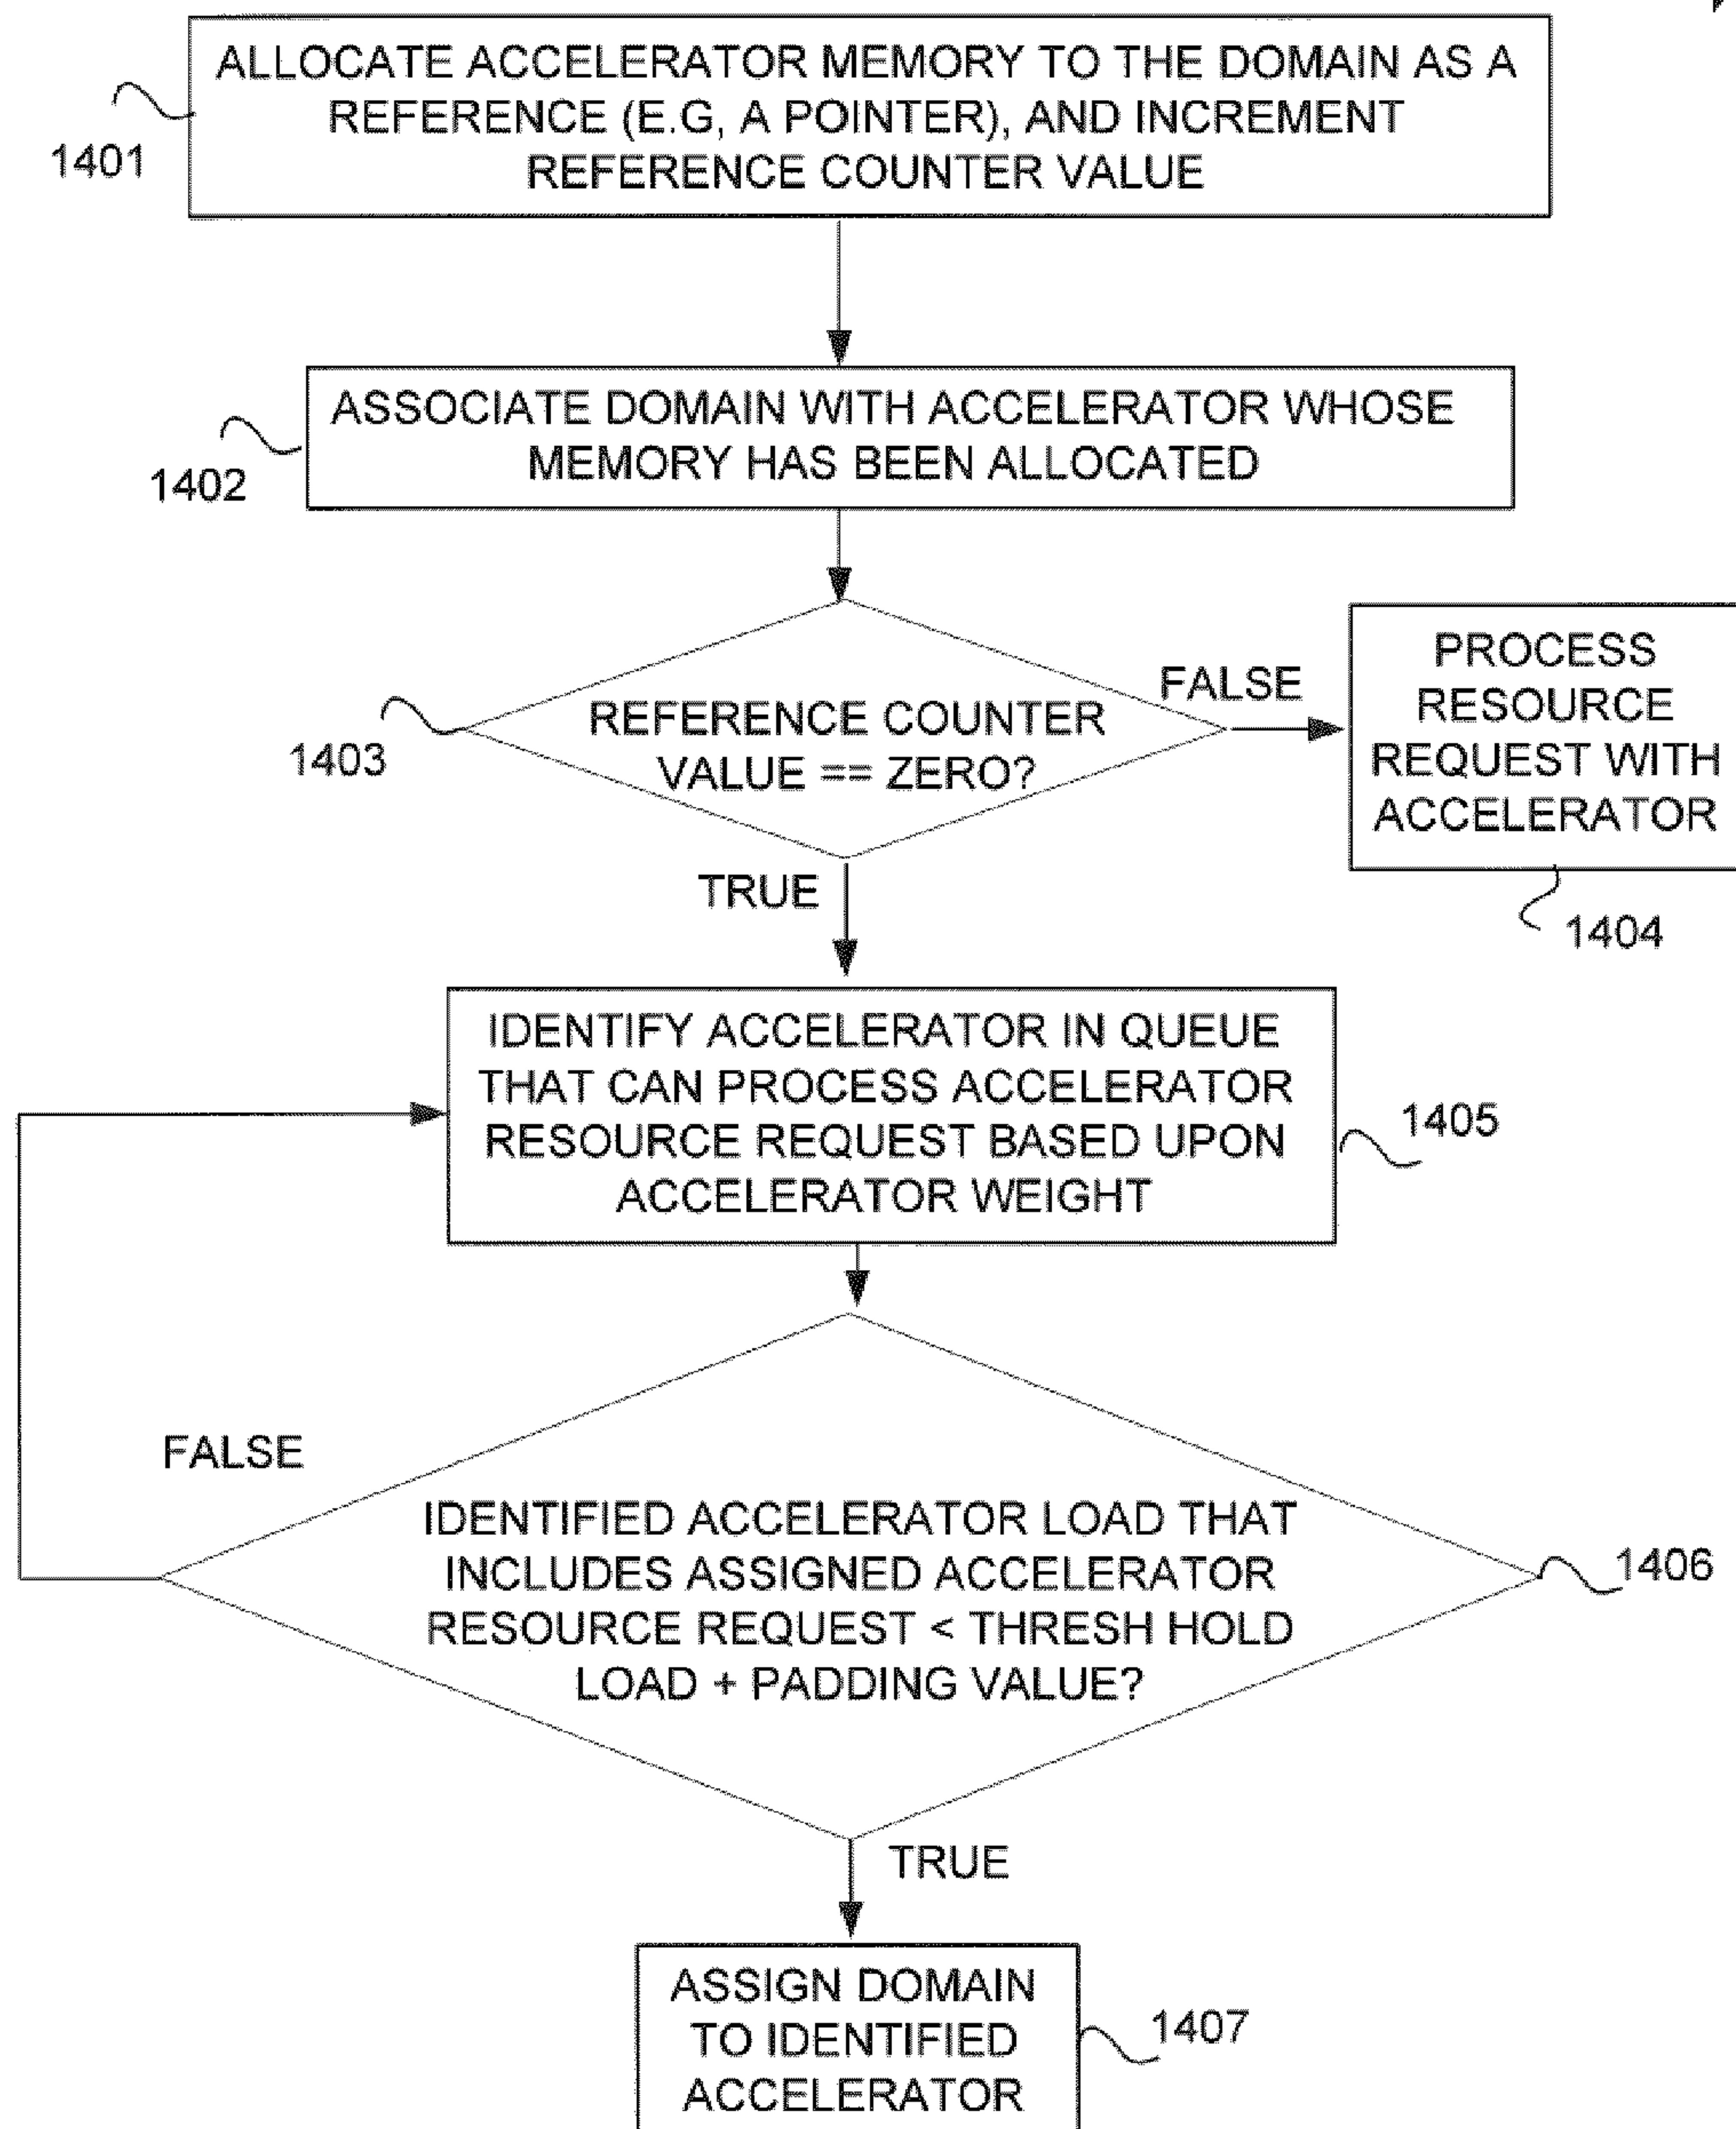 ALLOCATE ACCELERATOR MEMORY TO THE DOMAIN AS A
REFERENCE (E.G, A POINTER), AND INCREMENT
REFERENCE COUNTER VALUE
1401
ASSOCIATE DOMAIN WITH ACCELERATOR WHOSE
MEMORY HAS BEEN ALLOCATED
1402
REFERENCE COUNTER
VALUE == ZERO?
1403
FALSE
PROCESS
RESOURCE
REQUEST WITH
ACCELERATOR
1404
TRUE
IDENTIFY ACCELERATOR IN QUEUE
THAT CAN PROCESS ACCELERATOR
RESOURCE REQUEST BASED UPON
ACCELERATOR WEIGHT
1405
FALSE
IDENTIFIED ACCELERATOR LOAD THAT
INCLUDES ASSIGNED ACCELERATOR
RESOURCE REQUEST < THRESH HOLD
LOAD + PADDING VALUE?
1406
TRUE
ASSIGN DOMAIN
TO IDENTIFIED
ACCELERATOR
1407